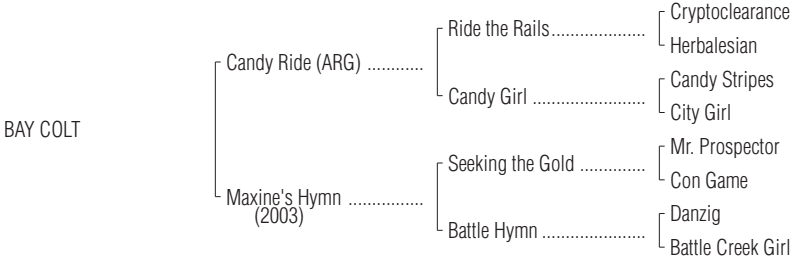 Cryptoclearance
Ride the Rails.....................
Herbalesian
Candy Ride (ARG) ............
Candy Stripes
Candy Girl .........................
City Girl
BAY COLT
Mr. Prospector
Seeking the Gold ..............
Con Game
Maxine's Hymn ................
(2003)
Danzig
Battle Hymn .......................
Battle Creek Girl